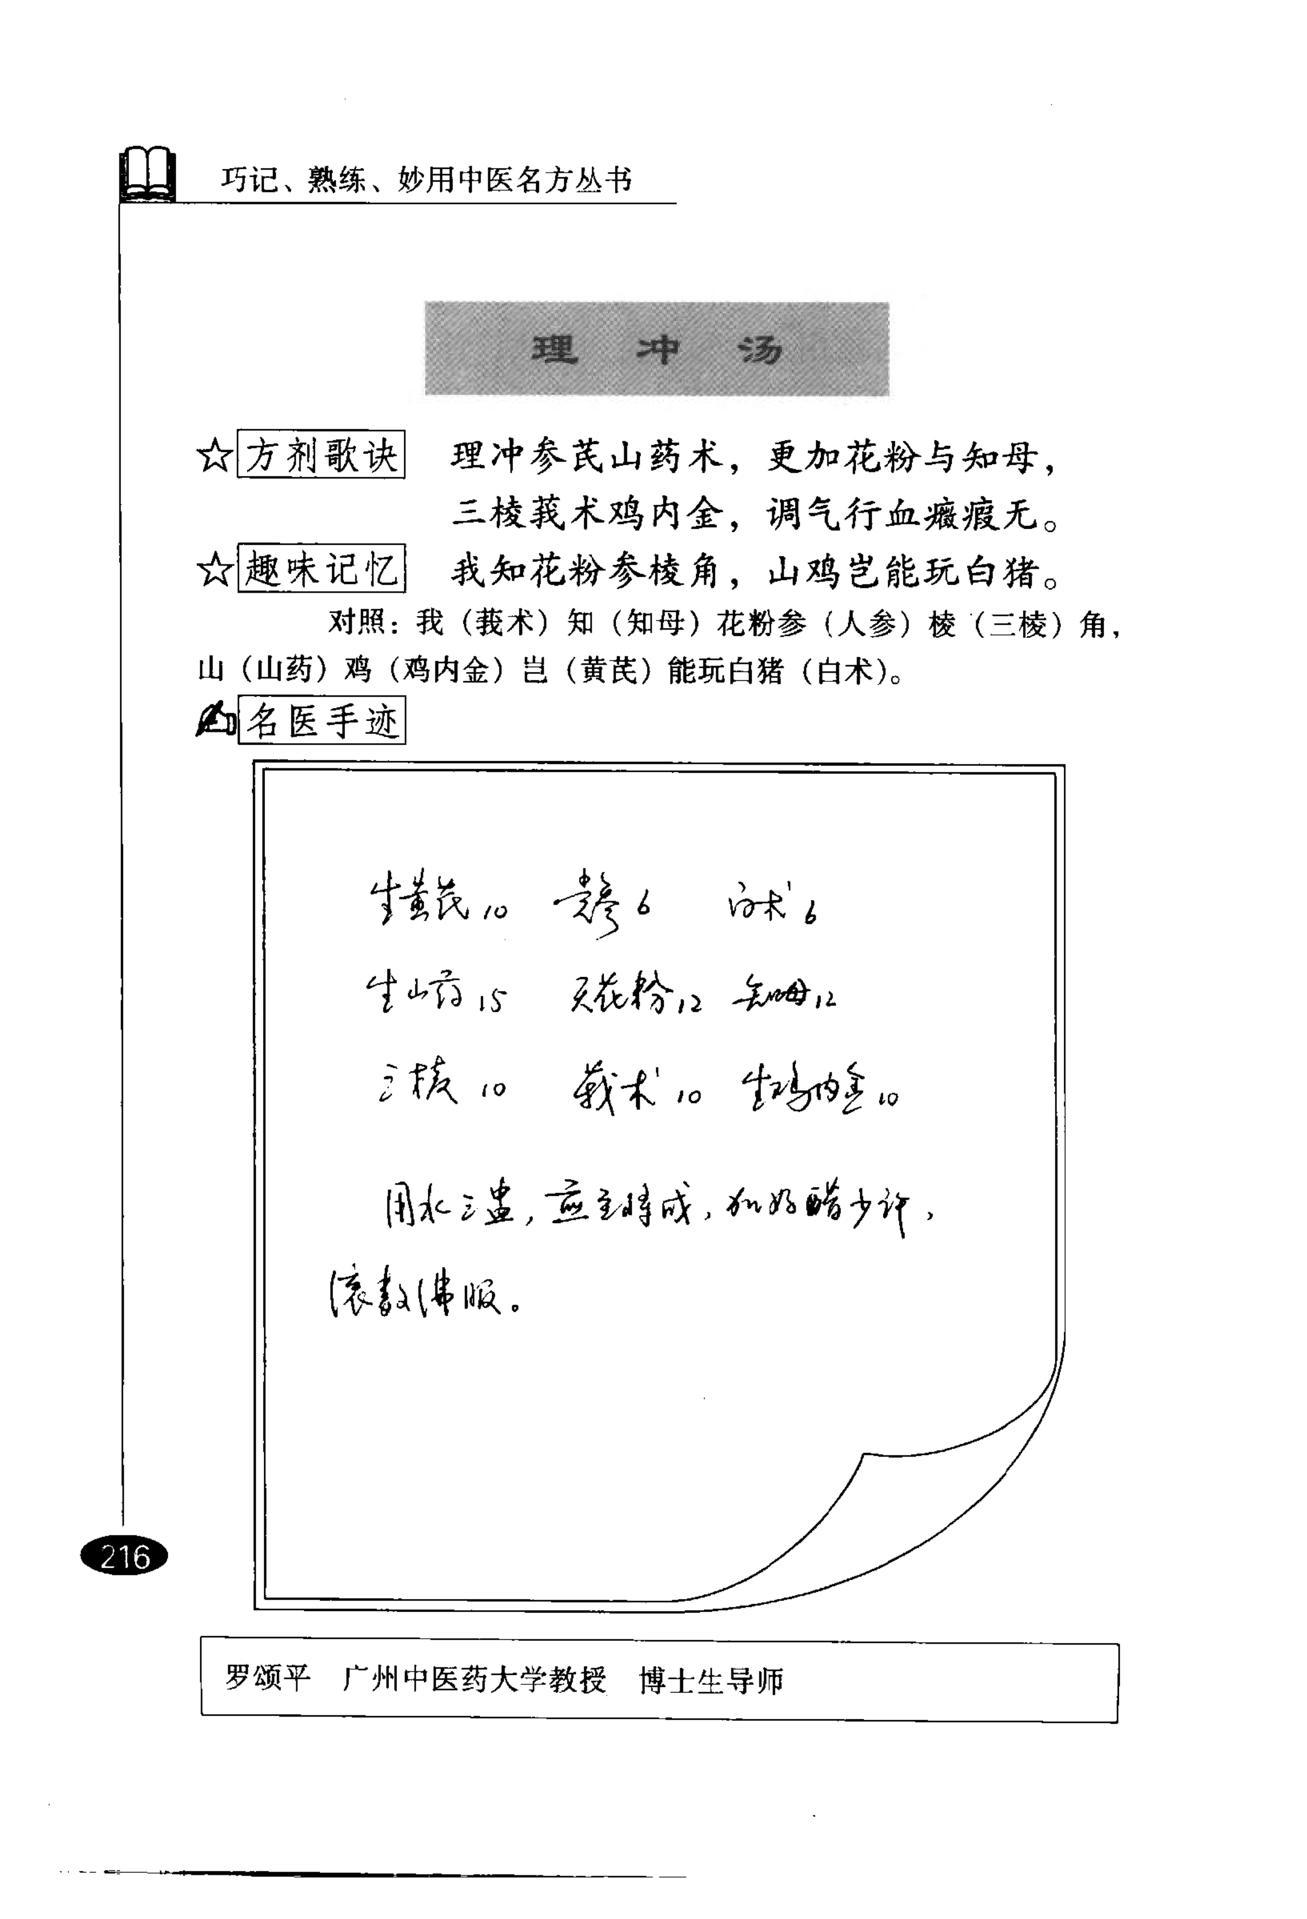 巧记、熟练、妙用中医名方丛书
理冲汤
☆方剂歌诀 理冲参芪山药术，更加花粉与知母，
三棱莪术鸡内金，调气行血癥瘕无。
☆趣味记忆 我知花粉参棱角，山鸡岂能玩白猪。
对照：我（莪术）知（知母）花粉参（人参）棱（三棱）角，
山（山药）鸡（鸡内金）岂（黄芪）能玩白猪（白术）。
名医手迹
生黄芪10 党参6 白术6
生山药15 天花粉12 知母12
三棱10 莪术10 生鸡内金10
用水三盅，煎至将成，加好醋少许，
滚数沸服。
216
罗颂平 广州中医药大学教授 博士生导师